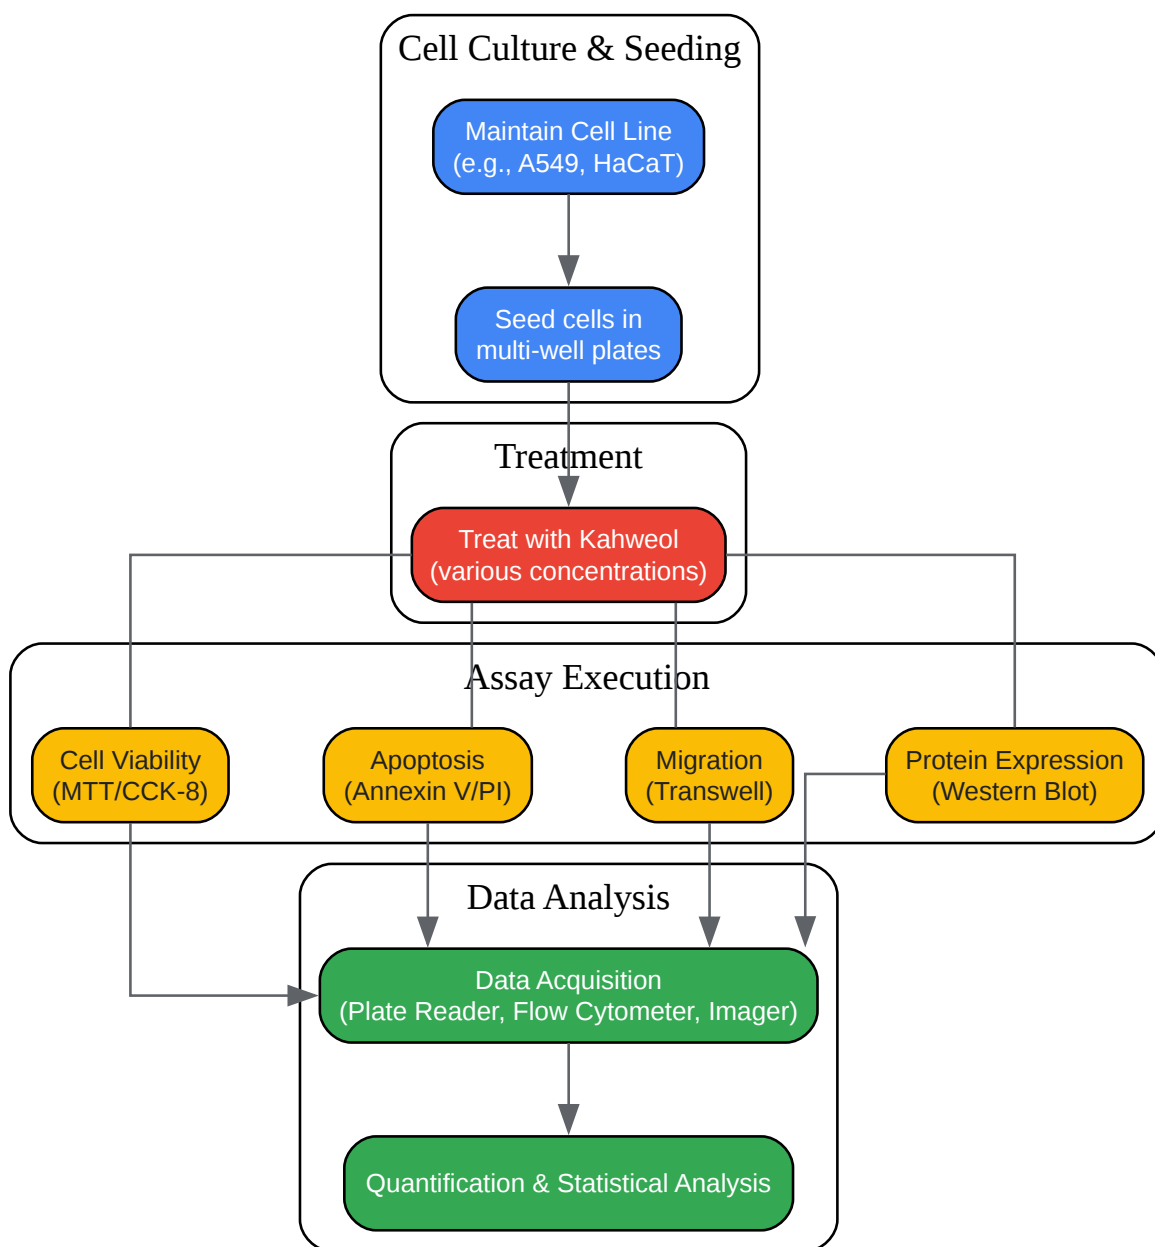 Cell Culture & Seeding
Maintain Cell Line
(e.g., A549, HaCaT)
Seed cells in
multi-well plates
Treatment
Treat with Kahweol
(various concentrations)
Assay Execution
Cell Viability
(MTT/CCK-8)
Apoptosis
(Annexin V/PI)
Migration
(Transwell)
Protein Expression
(Western Blot)
Data Analysis
Data Acquisition
(Plate Reader, Flow Cytometer, Imager)
Quantification & Statistical Analysis